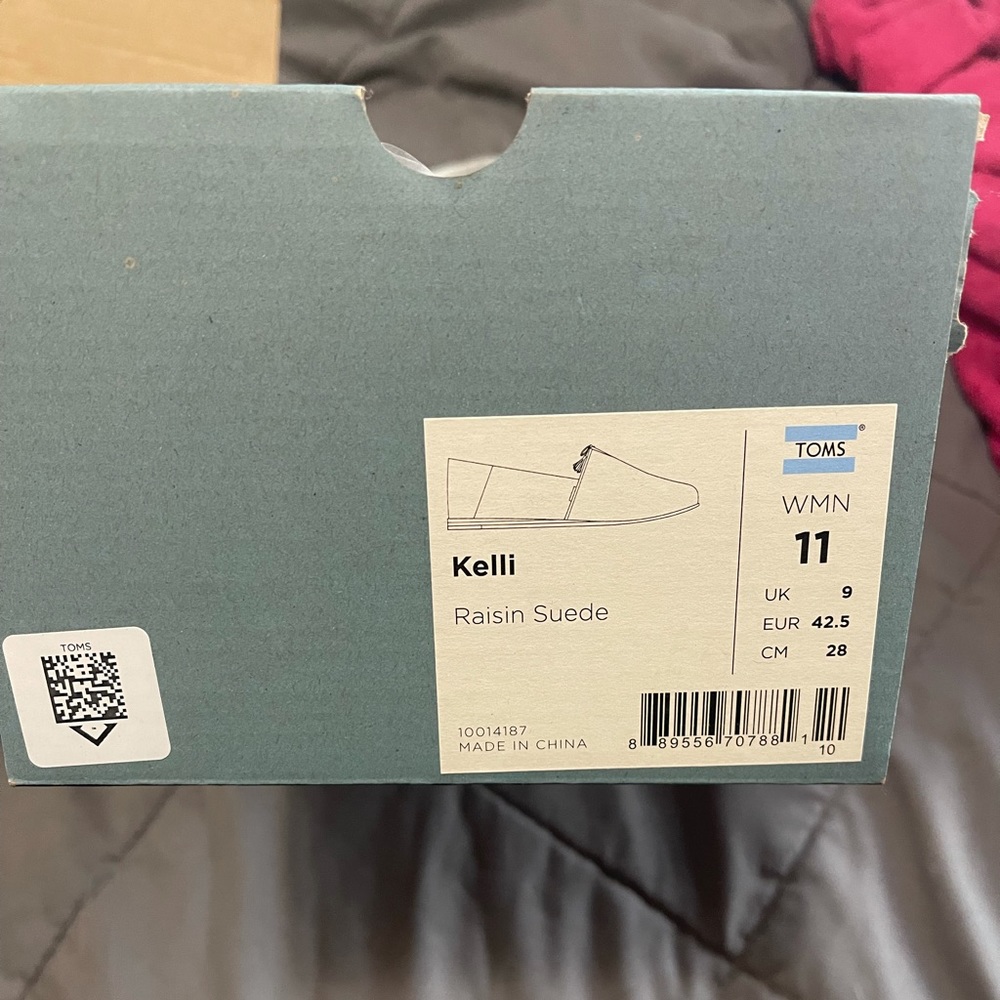 TOMS®
WMN
11
UK 9
EUR 42.5
CM 28
Kelli
Raisin Suede
10014187
MADE IN CHINA
8 89556 70788 1
10
TOMS